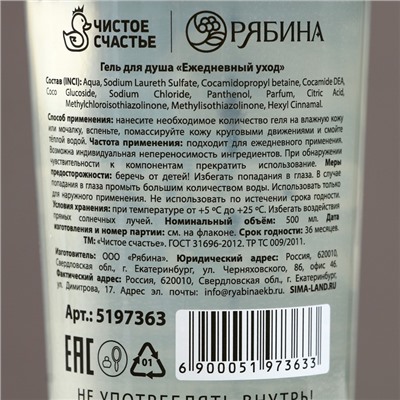 ЧИСТОЕ СЧАСТЬЕ РЯБИНА
Гель для душа «Ежедневный уход»
Состав (INCI): Aqua, Sodium Laureth Sulfate, Cocamidopropyl betaine, Cocamide DEA,
Coco Glucoside, Sodium Chloride, Panthenol, Parfum, Citric Acid,
Methylchloroisothiazolinone, Methylisothiazolinone, Hexyl Cinnamal.
Способ применения: нанесите необходимое количество геля на влажную кожу
или мочалку, вспеньте, помассируйте кожу круговыми движениями и смойте
тёплой водой. Частота применения: подходит для ежедневного применения.
Возможна индивидуальная непереносимость ингредиентов. При обнаружении
чувствительности к компонентам прекратить использование. Меры
предосторожности: беречь от детей! Избегать попадания в глаза. В случае
попадания в глаза промыть большим количеством воды. Использовать только
для наружного применения. Не использовать по истечении срока годности.
Условия хранения: при температуре от +5 °C до +25 °C. Избегать воздействия
прямых солнечных лучей. Номинальный объём: 500 мл. Дата
изготовления и номер партии: см. на флаконе. Срок годности: 36 месяцев.
ТМ: «Чистое счастье». ГОСТ 31696-2012. ТР ТС 009/2011.
Изготовитель: ООО «Рябина». Юридический адрес: Россия, 620050,
Свердловская обл., г. Екатеринбург, ул. Черняховского, 86, офис 46.
Фактический адрес: Россия, 620010, Свердловская обл., г. Екатеринбург,
ул. Димитрова, 17. Адрес эл. почты: info@ryabinaekb.ru SIMA-LAND.RU
Арт.: 5197363
EAC 01
6 900051 973633
НЕ УПОТРЕБЛЯТЬ ВНУТРЬ!